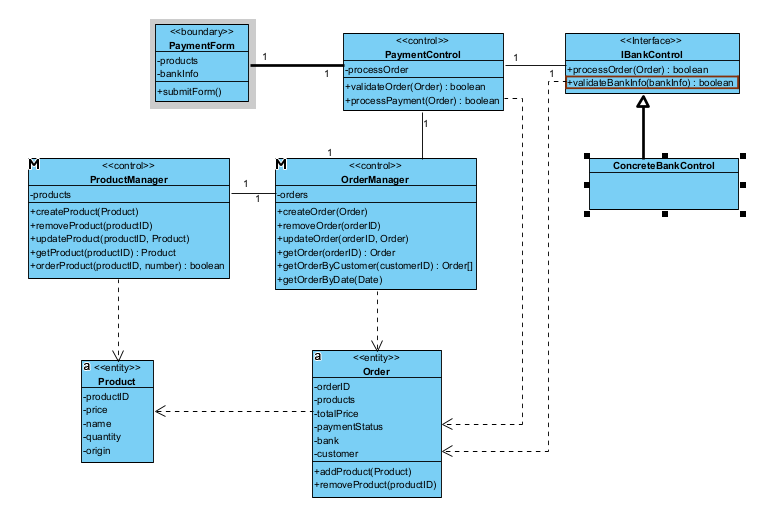 <<boundary>>
PaymentForm
-products
-bankInfo
+submitForm()
1
1
<<control>>
PaymentControl
-processOrder
+validateOrder(Order) : boolean
+processPayment(Order) : boolean
1
1
<<Interface>>
IBankControl
+processOrder(Order) : boolean
+validateBankInfo(bankInfo) : boolean
1
1
ConcreteBankControl
M
<<control>>
ProductManager
-products
+createProduct(Product)
+removeProduct(productID)
+updateProduct(productID, Product)
+getProduct(productID) : Product
+orderProduct(productID, number) : boolean
1
1
M
<<control>>
OrderManager
-orders
+createOrder(Order)
+removeOrder(orderID)
+updateOrder(orderID, Order)
+getOrder(orderID) : Order
+getOrderByCustomer(customerID) : Order[]
+getOrderByDate(Date)
a
<<entity>>
Product
-productID
-price
-name
-quantity
-origin
a
<<entity>>
Order
-orderID
-products
-totalPrice
-paymentStatus
-bank
-customer
+addProduct(Product)
+removeProduct(productID)